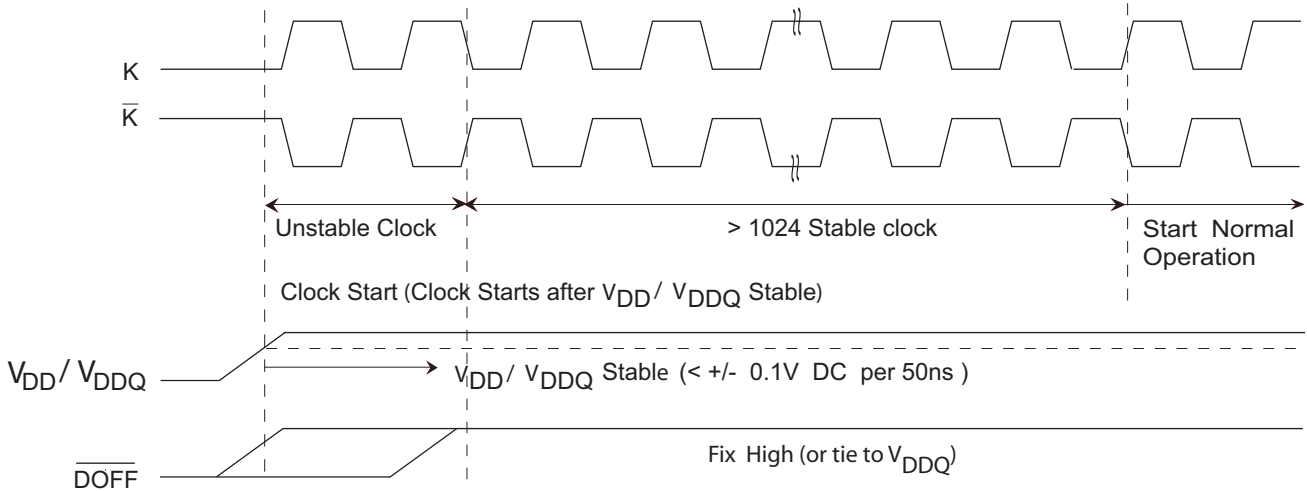 K
K̅
Unstable Clock
> 1024 Stable clock
Start Normal
Operation
Clock Start (Clock Starts after VDD / VDDQ Stable)
VDD / VDDQ
VDD / VDDQ Stable (< +/- 0.1V DC per 50ns )
DOFF
Fix High (or tie to VDDQ)